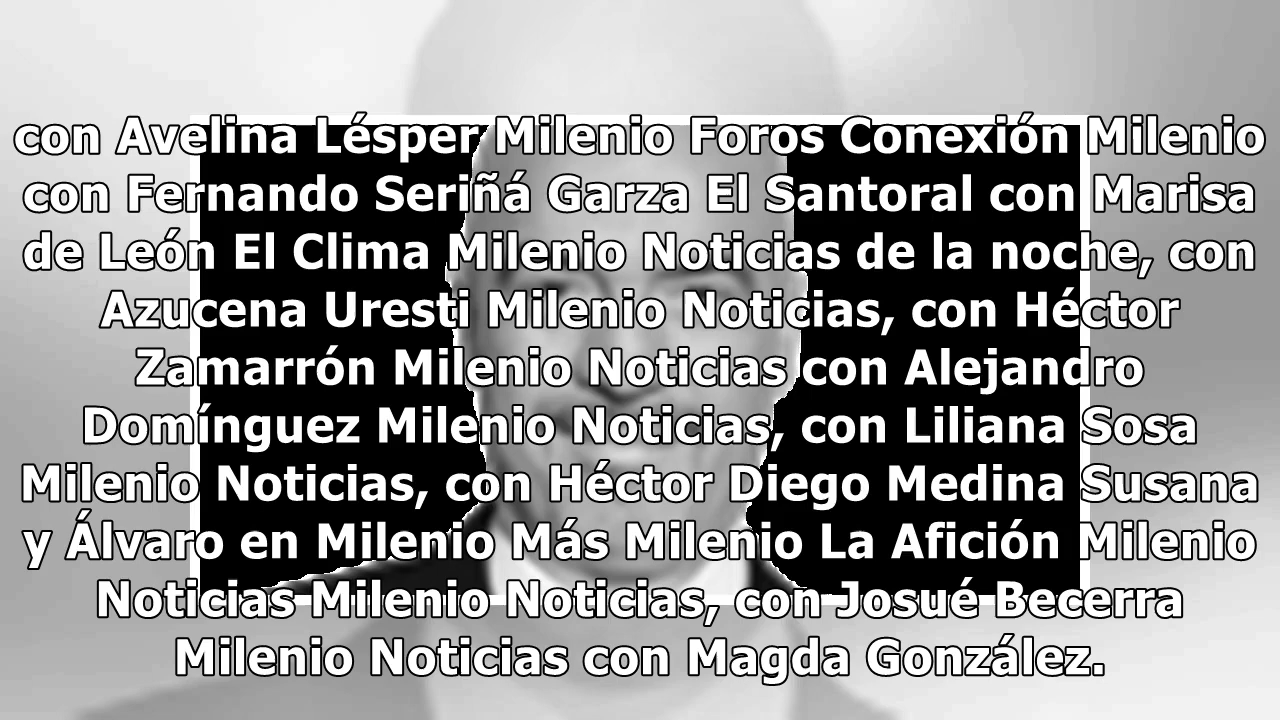 con Avelina Lésper Milenio Foros Conexión Milenio
con Fernando Seriñá Garza El Santoral con Marisa
de León El Clima Milenio Noticias de la noche, con
Azucena Uresti Milenio Noticias, con Héctor
Zamarrón Milenio Noticias con Alejandro
Domínguez Milenio Noticias, con Liliana Sosa
Milenio Noticias, con Héctor Diego Medina Susana
y Álvaro en Milenio Más Milenio La Afición Milenio
Noticias Milenio Noticias, con Josué Becerra
Milenio Noticias con Magda González.